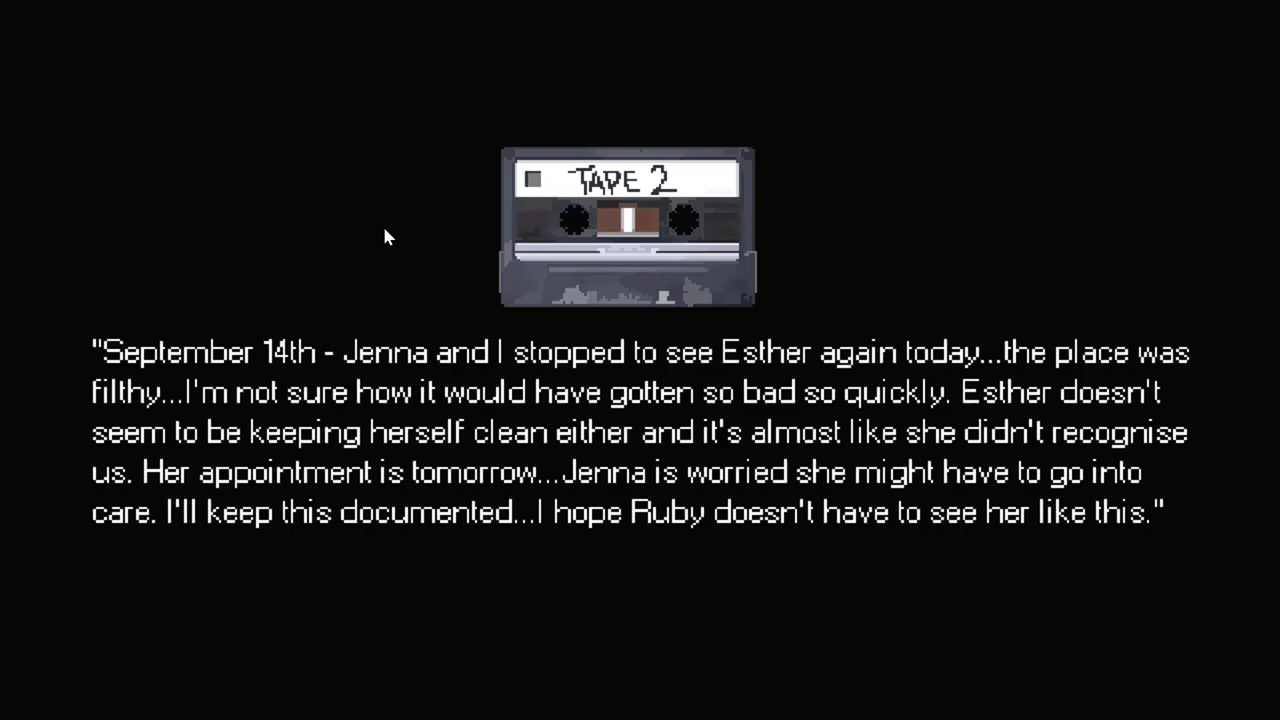 TAPE 2
"September 14th - Jenna and I stopped to see Esther again today...the place was
filthy...I'm not sure how it would have gotten so bad so quickly. Esther doesn't
seem to be keeping herself clean either and it's almost like she didn't recognise
us. Her appointment is tomorrow...Jenna is worried she might have to go into
care. I'll keep this documented...I hope Ruby doesn't have to see her like this."